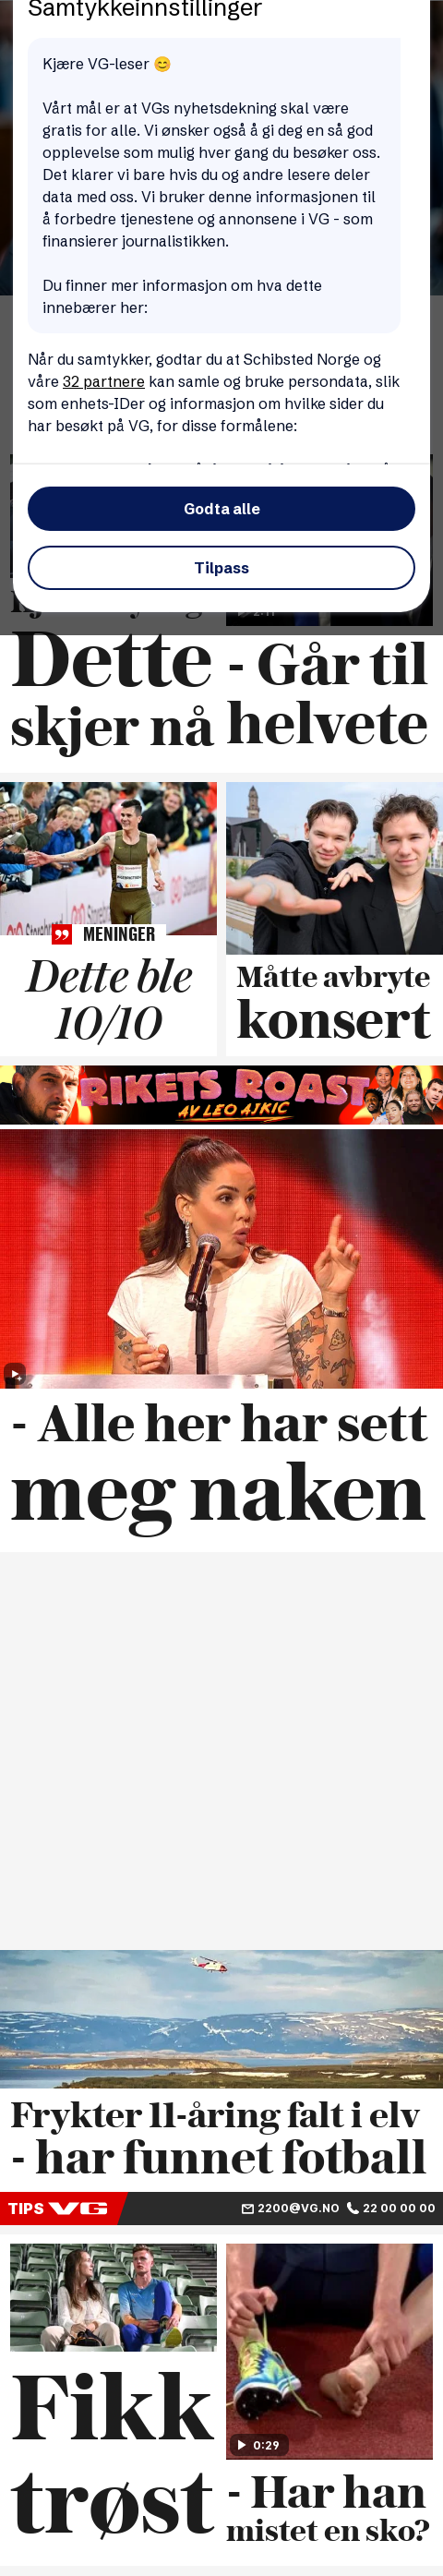 Samtykkeinnstillinger
Kjære VG-leser 😊
Vårt mål er at VGs nyhetsdekning skal være
gratis for alle. Vi ønsker også å gi deg en så god
opplevelse som mulig hver gang du besøker oss.
Det klarer vi bare hvis du og andre lesere deler
data med oss. Vi bruker denne informasjonen til
å forbedre tjenestene og annonsene i VG - som
finansierer journalistikken.
Du finner mer informasjon om hva dette
innebærer her:
Når du samtykker, godtar du at Schibsted Norge og
våre 32 partnere kan samle og bruke persondata, slik
som enhets-IDer og informasjon om hvilke sider du
har besøkt på VG, for disse formålene:
Godta alle
Tilpass
Dette
skjer nå
- Går til
helvete
MENINGER
Dette ble
10/10
Måtte avbryte
konsert
RIKETS ROAST
AV LEO AJKIC
- Alle her har sett
meg naken
Frykter 11-åring falt i elv
- har funnet fotball
TIPS VG 2200@VG.NO 22 00 00 00
Fikk
trøst
0:29
- Har han
mistet en sko?